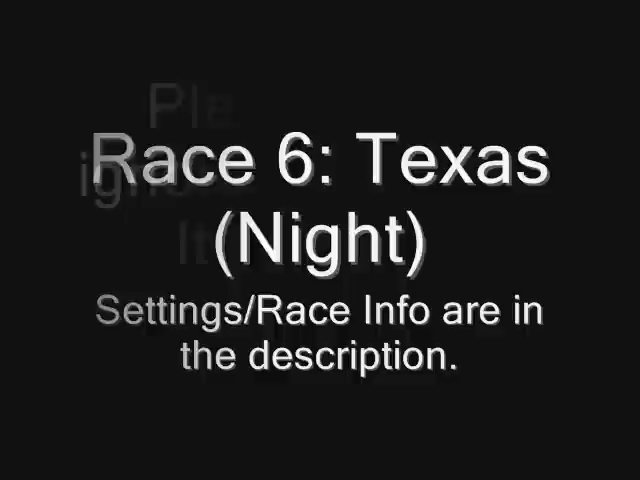 Race 6: Texas
(Night)
Settings/Race Info are in
the description.